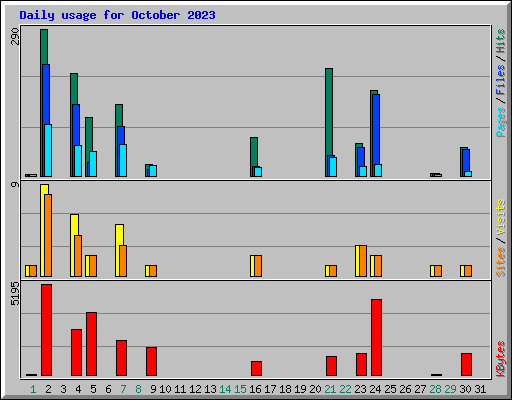 Daily usage for October 2023
290
Pages / Files / Hits
9
Sites / Visits
5195
KBytes
1 2 3 4 5 6 7 8 9 10 11 12 13 14 15 16 17 18 19 20 21 22 23 24 25 26 27 28 29 30 31